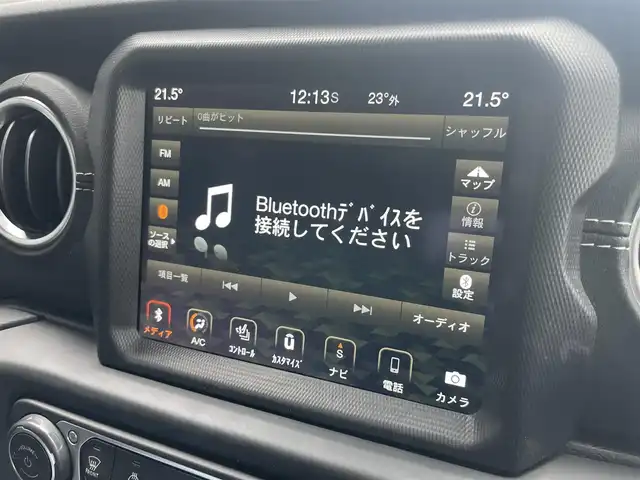 21.5°
12:13S
23°外
21.5°
リピート
0曲がヒット
シャッフル
FM
AM
ソース
の選択
Bluetoothﾃﾞﾊﾞｲｽを
接続してください
マップ
情報
トラック
設定
項目一覧
オーディオ
メディア
A/C
ｺﾝﾄﾛｰﾙ
ｶｽﾀﾏｲｽﾞ
S
ナビ
電話
カメラ
FRONT